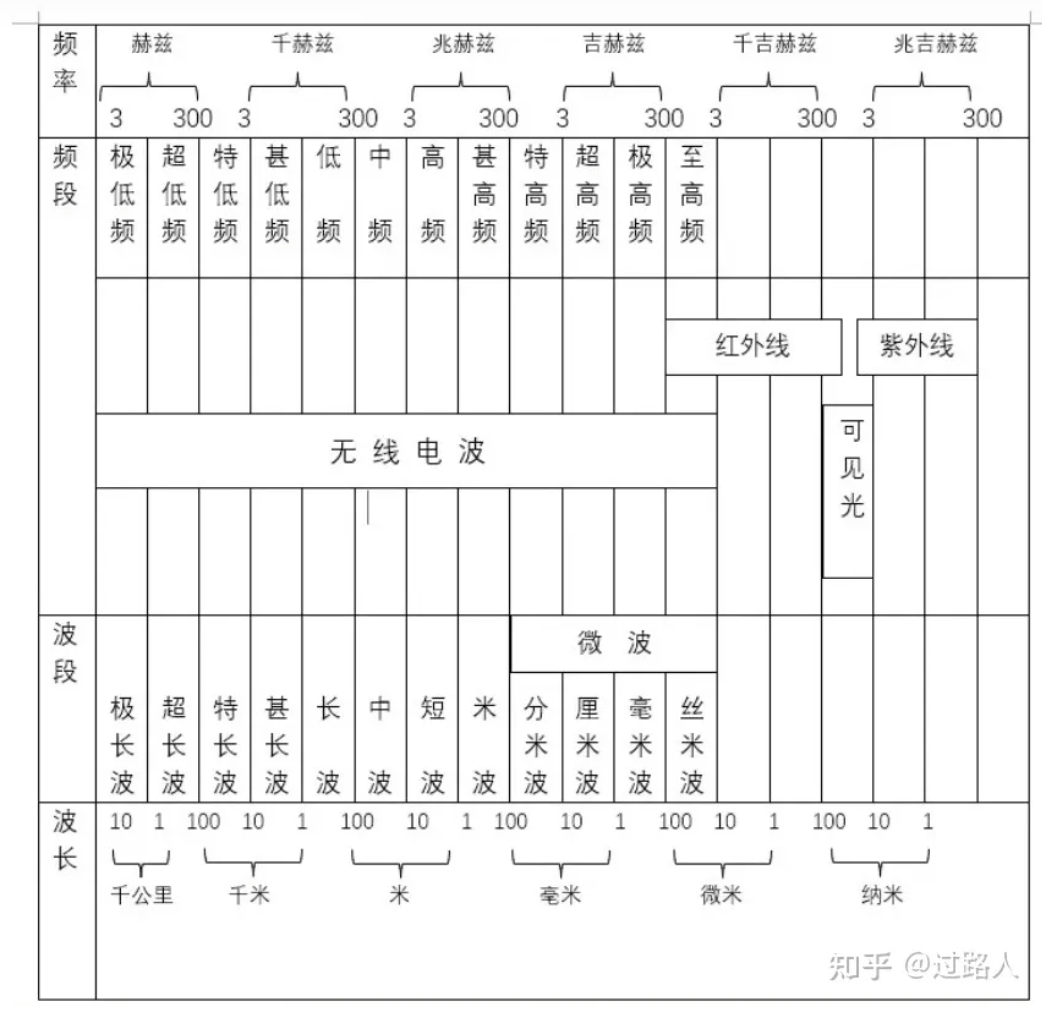 频率
赫兹 千赫兹 兆赫兹 吉赫兹 千吉赫兹 兆吉赫兹
3 300 3 300 3 300 3 300 3 300 3 300
频段
极低频 超低频 特低频 甚低频 低频 中频 高频 甚高频 特高频 超高频 极高频 至高频
红外线 紫外线
无线电波
可见光
波段
微波
极长波 超长波 特长波 甚长波 长波 中波 短波 米波 分米波 厘米波 毫米波 丝米波
波长
10 1 100 10 1 100 10 1 100 10 1 100 10 1 100 10 1
千公里 千米 米 毫米 微米 纳米
知乎 @过路人